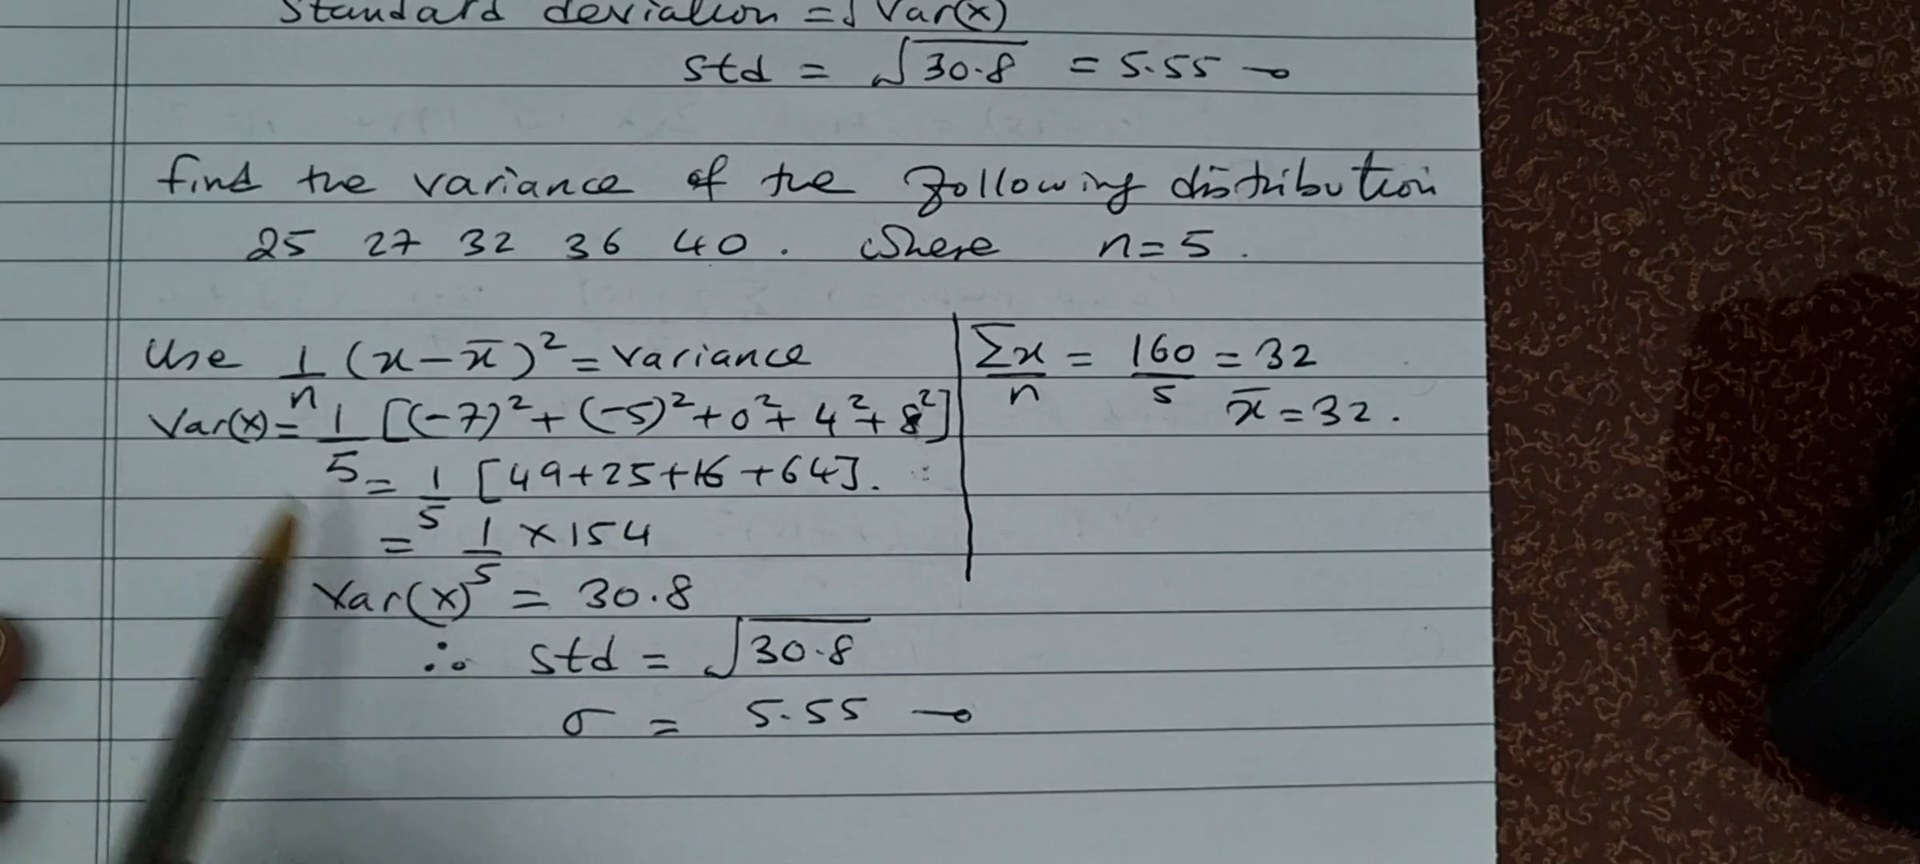 Standard deviation = √Var(x)
std = √30.8 = 5.55
find the variance of the following distribution
25 27 32 36 40 . Where n=5 .
Use 1/n (x-x̄)² = variance
Var(x) = 1/5 [(-7)² + (-5)² + 0² + 4² + 8²]
= 1/5 [49+25+16+64].
= 1/5 × 154
Var(x) = 30.8
∴ std = √30.8
σ = 5.55
Σx/n = 160/5 = 32
x̄ = 32 .